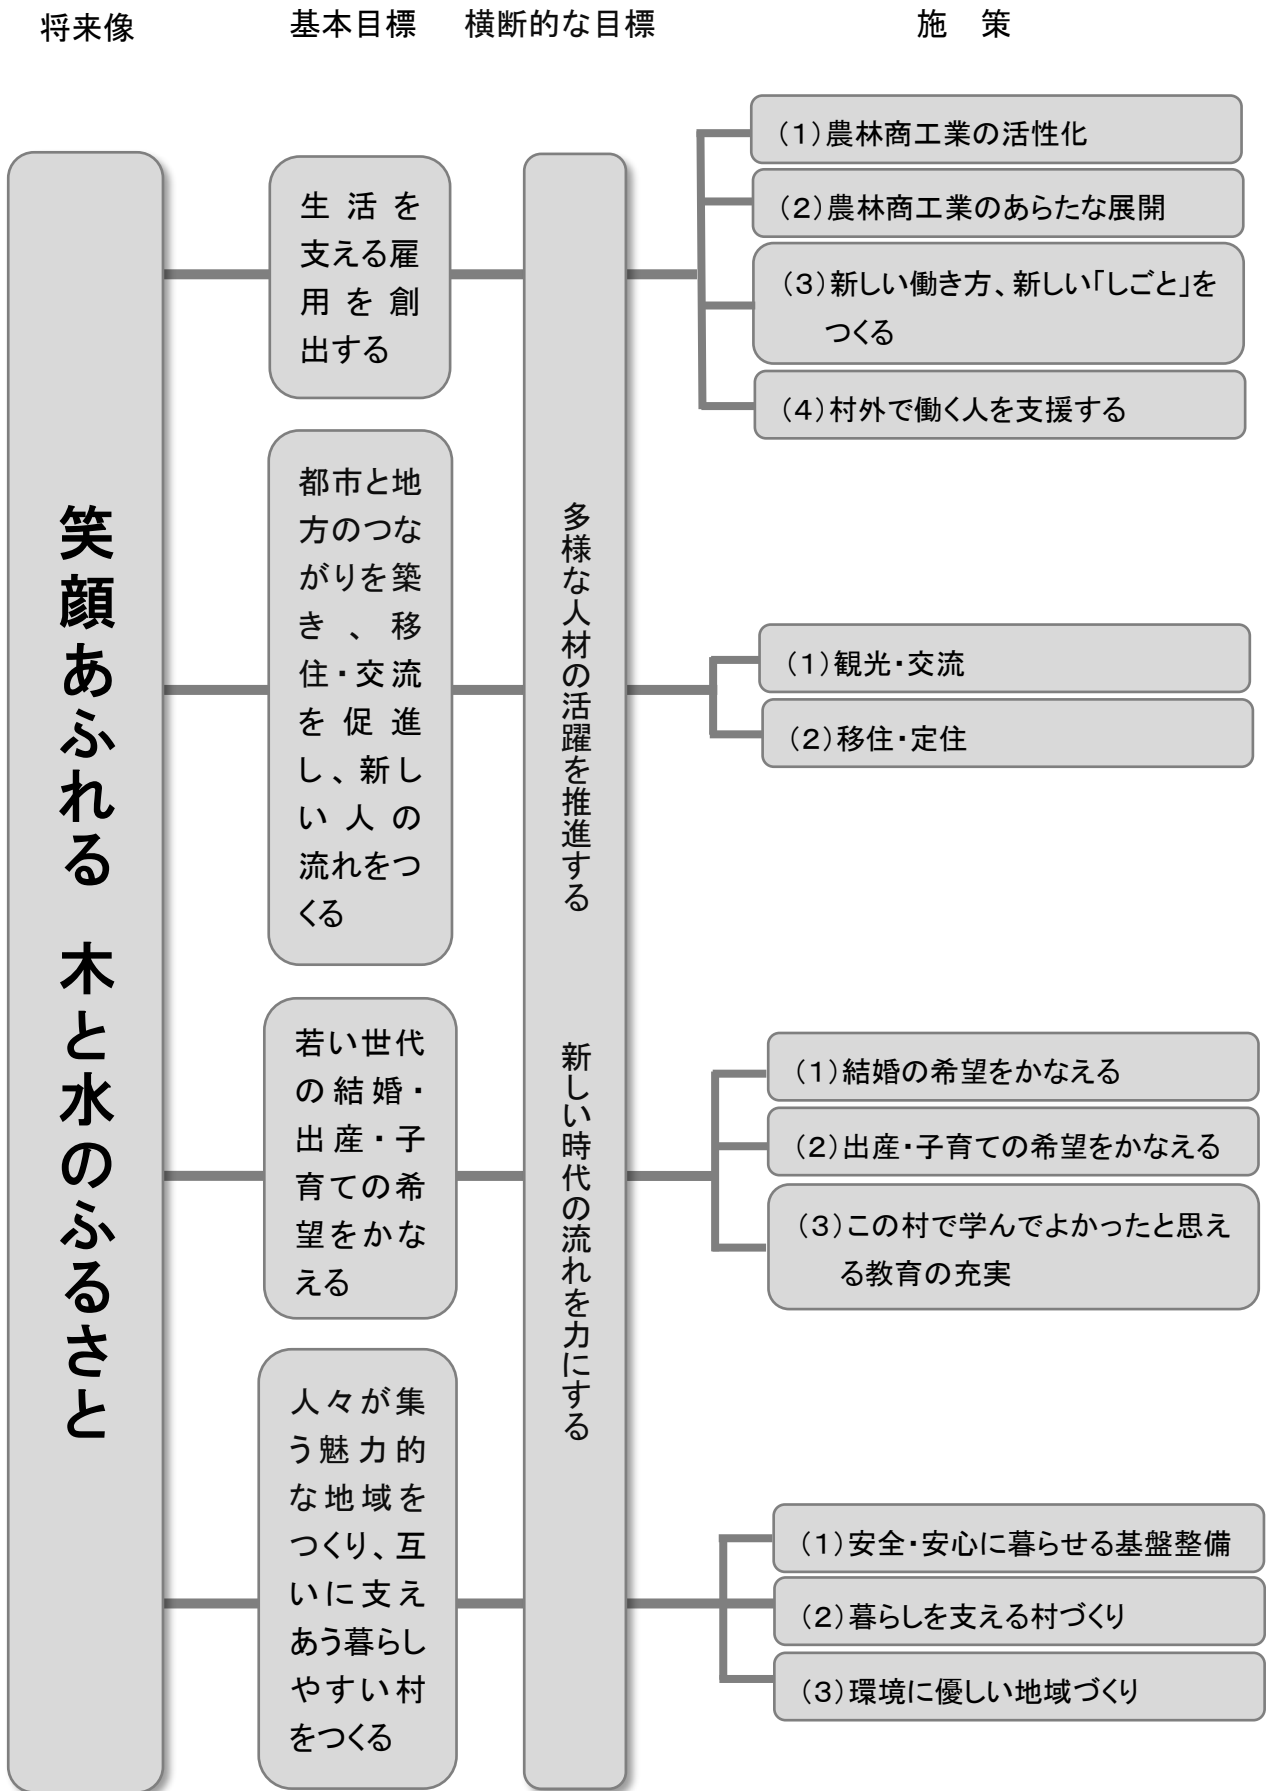 将来像
基本目標
横断的な目標
施　策
笑顔あふれる　木と水のふるさと
生活を
支える雇
用を創
出する
都市と地
方のつな
がりを築
き、移
住・交流
を促進
し、新し
い人の
流れをつ
くる
若い世代
の結婚・
出産・子
育ての希
望をかな
える
人々が集
う魅力的
な地域を
つくり、互
いに支え
あう暮らし
やすい村
をつくる
多様な人材の活躍を推進する
新しい時代の流れを力にする
（１）農林商工業の活性化
（２）農林商工業のあらたな展開
（３）新しい働き方、新しい「しごと」を
つくる
（４）村外で働く人を支援する
（１）観光・交流
（２）移住・定住
（１）結婚の希望をかなえる
（２）出産・子育ての希望をかなえる
（３）この村で学んでよかったと思え
る教育の充実
（１）安全・安心に暮らせる基盤整備
（２）暮らしを支える村づくり
（３）環境に優しい地域づくり